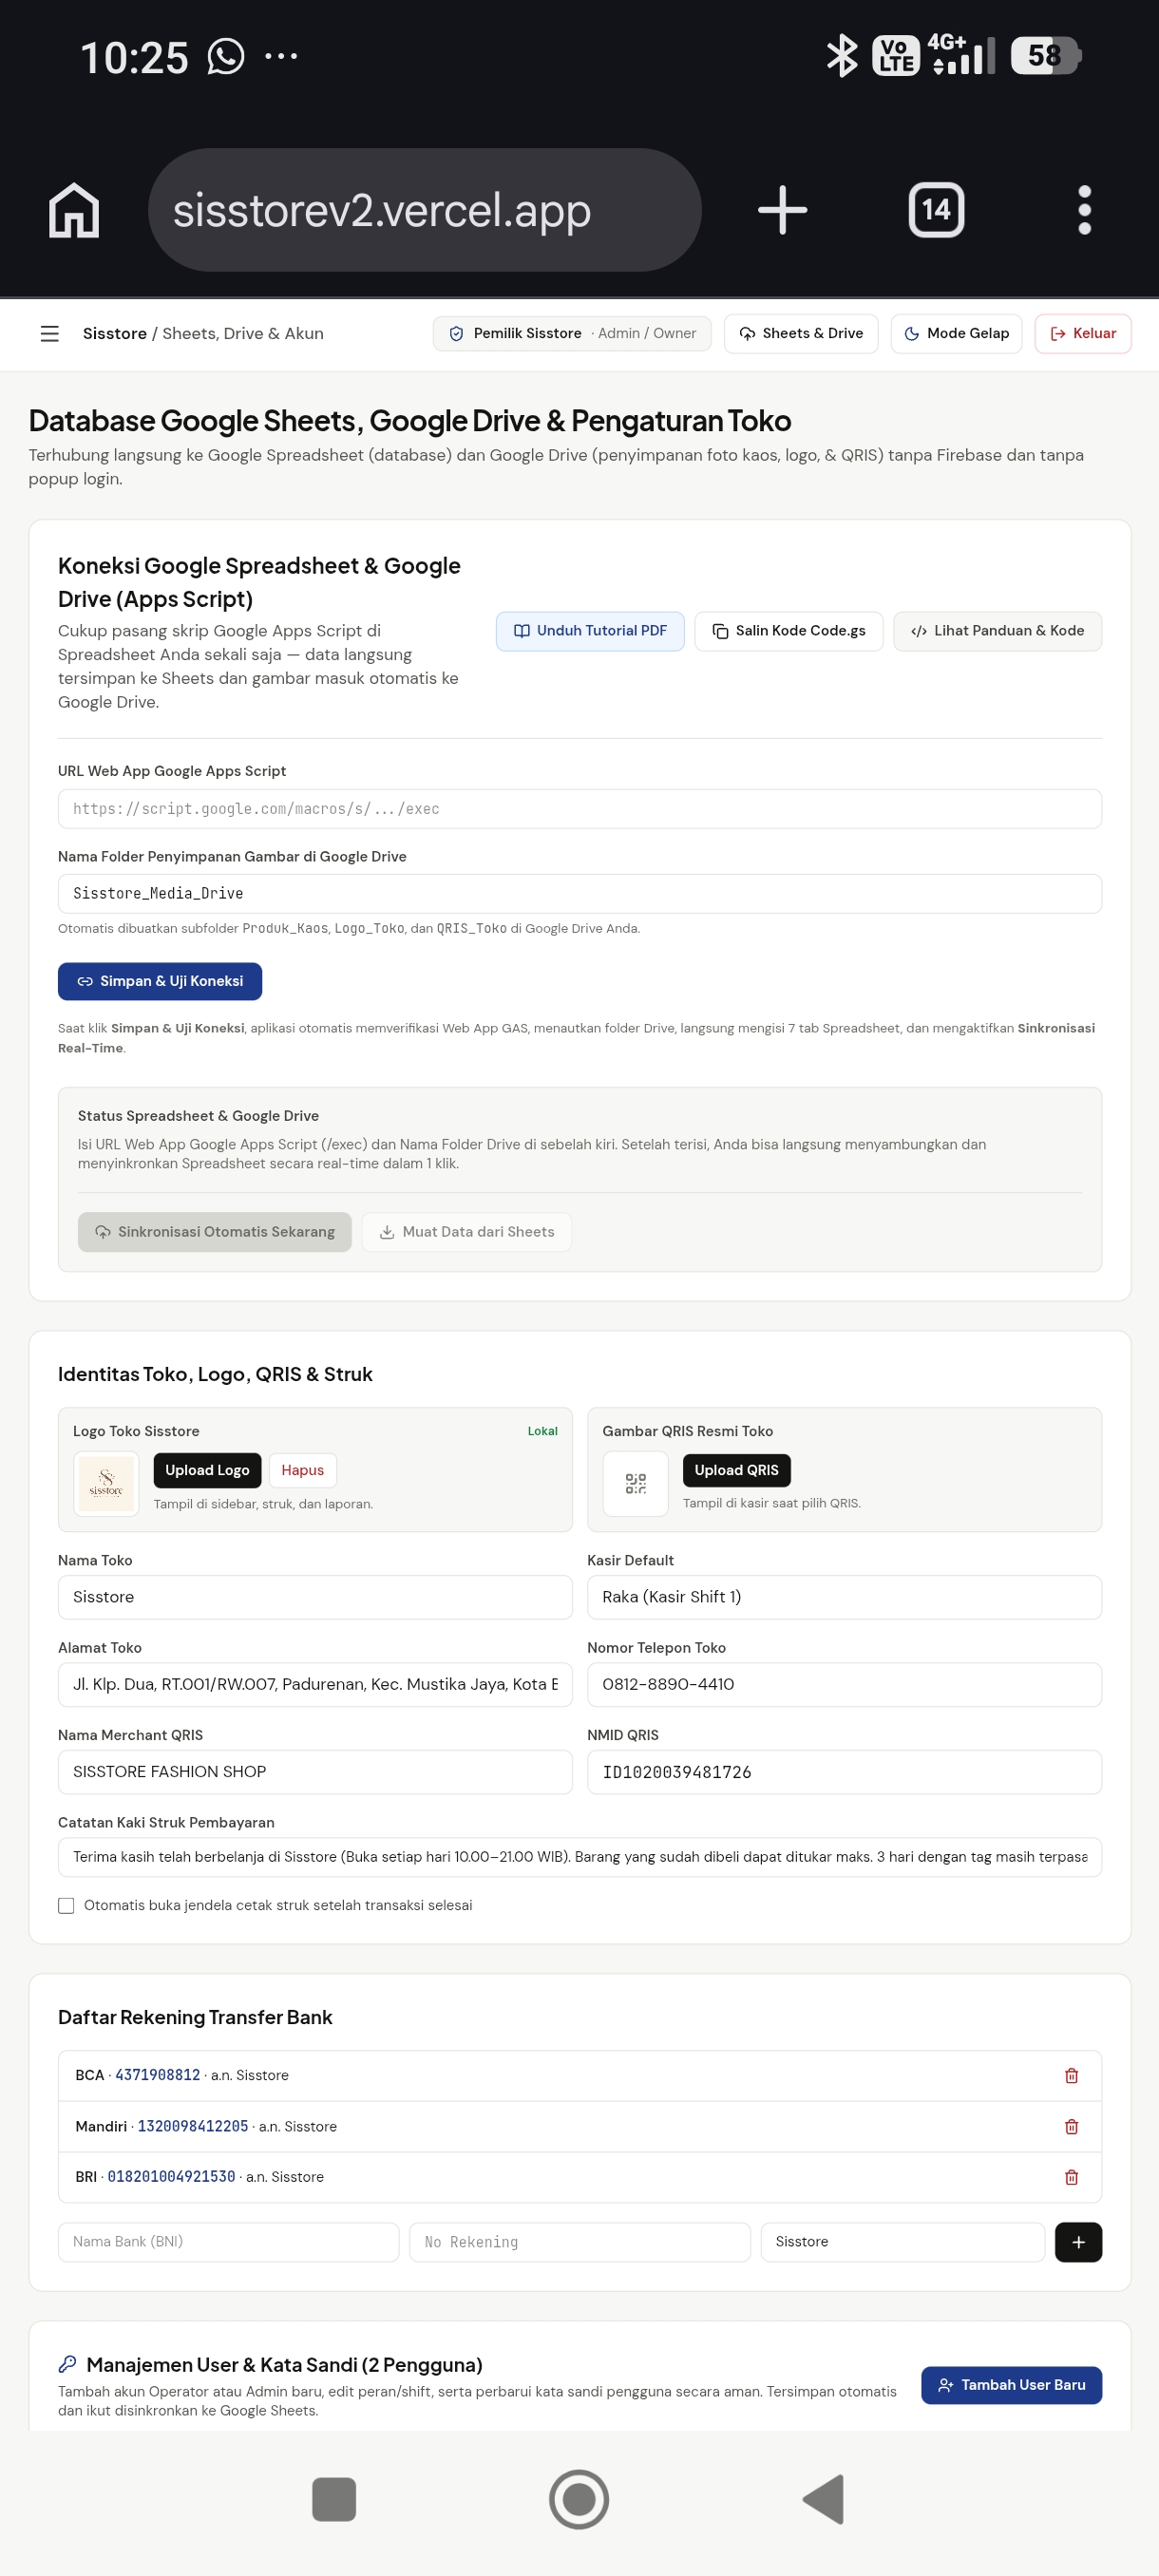 10:25
Vo LTE
4G+
58
sisstorev2.vercel.app
14
Sisstore / Sheets, Drive & Akun
Pemilik Sisstore · Admin / Owner
Sheets & Drive
Mode Gelap
Keluar
Database Google Sheets, Google Drive & Pengaturan Toko
Terhubung langsung ke Google Spreadsheet (database) dan Google Drive (penyimpanan foto kaos, logo, & QRIS) tanpa Firebase dan tanpa
popup login.
Koneksi Google Spreadsheet & Google
Drive (Apps Script)
Cukup pasang skrip Google Apps Script di
Spreadsheet Anda sekali saja — data langsung
tersimpan ke Sheets dan gambar masuk otomatis ke
Google Drive.
Unduh Tutorial PDF
Salin Kode Code.gs
Lihat Panduan & Kode
URL Web App Google Apps Script
https://script.google.com/macros/s/.../exec
Nama Folder Penyimpanan Gambar di Google Drive
Sisstore_Media_Drive
Otomatis dibuatkan subfolder Produk_Kaos, Logo_Toko, dan QRIS_Toko di Google Drive Anda.
Simpan & Uji Koneksi
Saat klik Simpan & Uji Koneksi, aplikasi otomatis memverifikasi Web App GAS, menautkan folder Drive, langsung mengisi 7 tab Spreadsheet, dan mengaktifkan Sinkronisasi
Real-Time.
Status Spreadsheet & Google Drive
Isi URL Web App Google Apps Script (/exec) dan Nama Folder Drive di sebelah kiri. Setelah terisi, Anda bisa langsung menyambungkan dan
menyinkronkan Spreadsheet secara real-time dalam 1 klik.
Sinkronisasi Otomatis Sekarang
Muat Data dari Sheets
Identitas Toko, Logo, QRIS & Struk
Logo Toko Sisstore
Lokal
sisstore
Upload Logo
Hapus
Tampil di sidebar, struk, dan laporan.
Gambar QRIS Resmi Toko
Upload QRIS
Tampil di kasir saat pilih QRIS.
Nama Toko
Kasir Default
Sisstore
Raka (Kasir Shift 1)
Alamat Toko
Nomor Telepon Toko
Jl. Klp. Dua, RT.001/RW.007, Padurenan, Kec. Mustika Jaya, Kota
0812-8890-4410
Nama Merchant QRIS
NMID QRIS
SISSTORE FASHION SHOP
ID1020039481726
Catatan Kaki Struk Pembayaran
Terima kasih telah berbelanja di Sisstore (Buka setiap hari 10.00–21.00 WIB). Barang yang sudah dibeli dapat ditukar maks. 3 hari dengan tag masih terpasa
Otomatis buka jendela cetak struk setelah transaksi selesai
Daftar Rekening Transfer Bank
BCA · 4371908812 · a.n. Sisstore
Mandiri · 1320098412205 · a.n. Sisstore
BRI · 018201004921530 · a.n. Sisstore
Nama Bank (BNI)
No Rekening
Sisstore
Manajemen User & Kata Sandi (2 Pengguna)
Tambah akun Operator atau Admin baru, edit peran/shift, serta perbarui kata sandi pengguna secara aman. Tersimpan otomatis
dan ikut disinkronkan ke Google Sheets.
Tambah User Baru